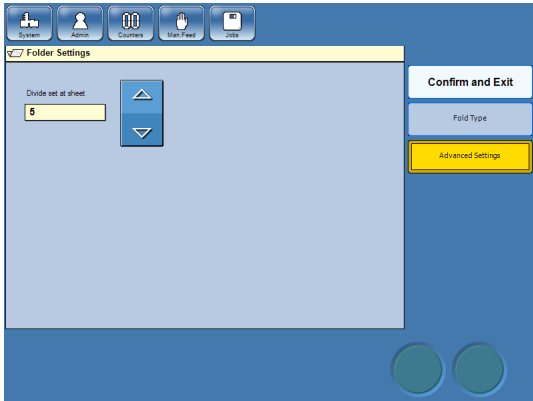 System Admin Counters Man.Feed Jobs
Folder Settings
Divide set at sheet
5
Confirm and Exit
Fold Type
Advanced Settings